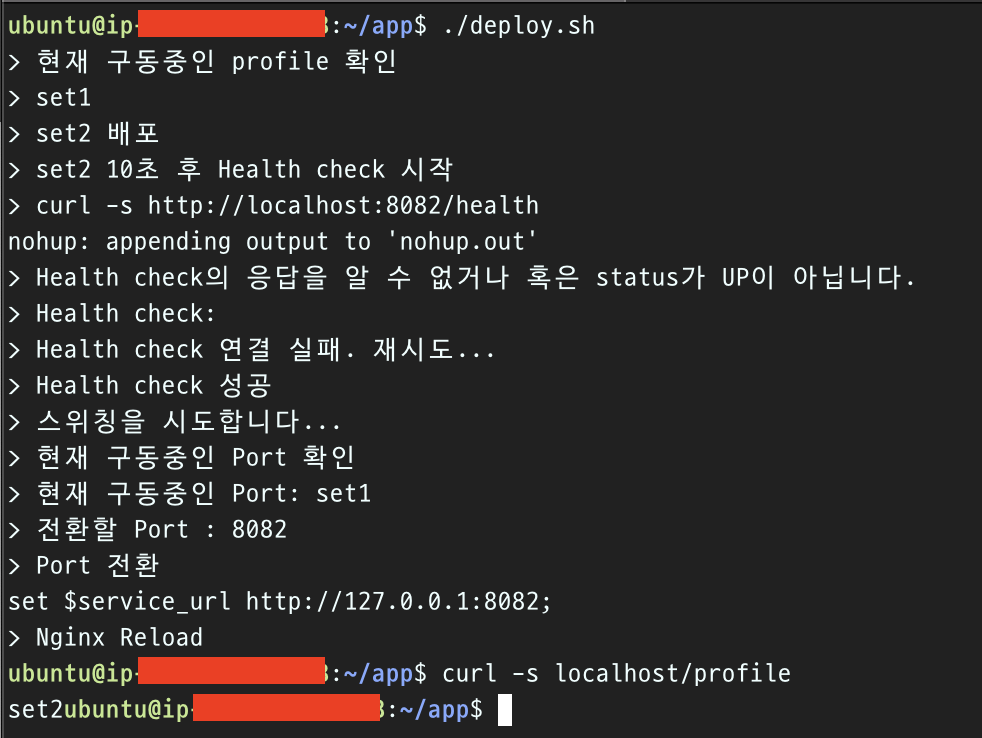 ubuntu@ip-3:~/app$ ./deploy.sh
> 현재 구동중인 profile 확인
> set1
> set2 배포
> set2 10초 후 Health check 시작
> curl -s http://localhost:8082/health
nohup: appending output to 'nohup.out'
> Health check의 응답을 알 수 없거나 혹은 status가 UP이 아닙니다.
> Health check:
> Health check 연결 실패. 재시도...
> Health check 성공
> 스위칭을 시도합니다...
> 현재 구동중인 Port 확인
> 현재 구동중인 Port: set1
> 전환할 Port : 8082
> Port 전환
set $service_url http://127.0.0.1:8082;
> Nginx Reload
ubuntu@ip-3:~/app$ curl -s localhost/profile
set2ubuntu@ip-3:~/app$